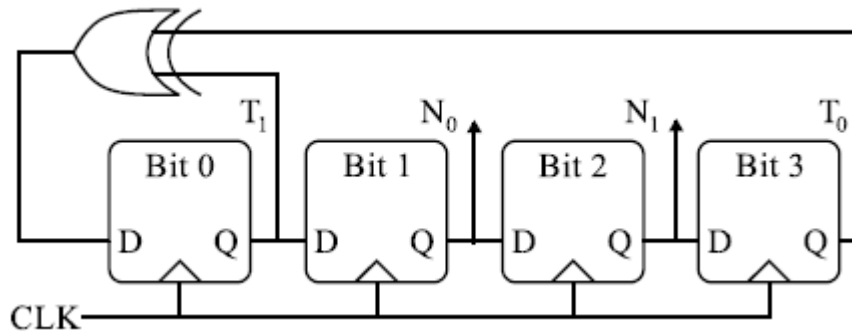 T₁ N₀ N₁ T₀
Bit 0 Bit 1 Bit 2 Bit 3
D Q D Q D Q D Q
CLK